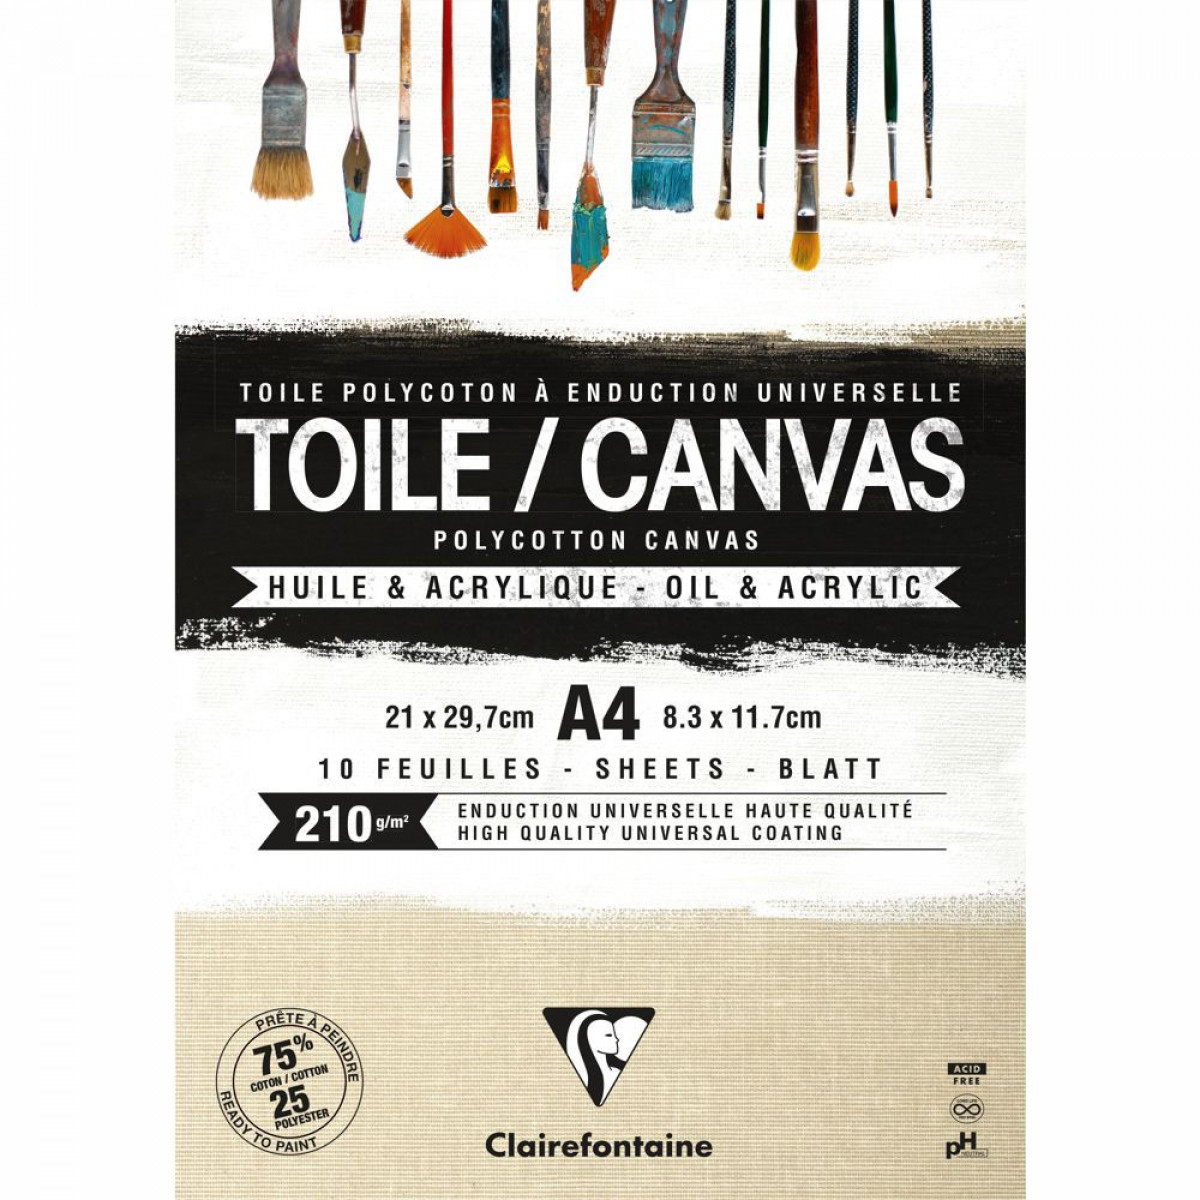 TOILE POLYCOTON À ENDUCTION UNIVERSELLE
TOILE / CANVAS
POLYCOTTON CANVAS
HUILE & ACRYLIQUE - OIL & ACRYLIC
21 x 29,7cm A4 8.3 x 11.7cm
10 FEUILLES - SHEETS - BLATT
210 g/m²
ENDUCTION UNIVERSELLE HAUTE QUALITÉ
HIGH QUALITY UNIVERSAL COATING
PRÊTE À PEINDRE
75%
COTON / COTTON
25
POLYESTER
READY TO PAINT
Clairefontaine
ACID
FREE
pH
NEUTRAL